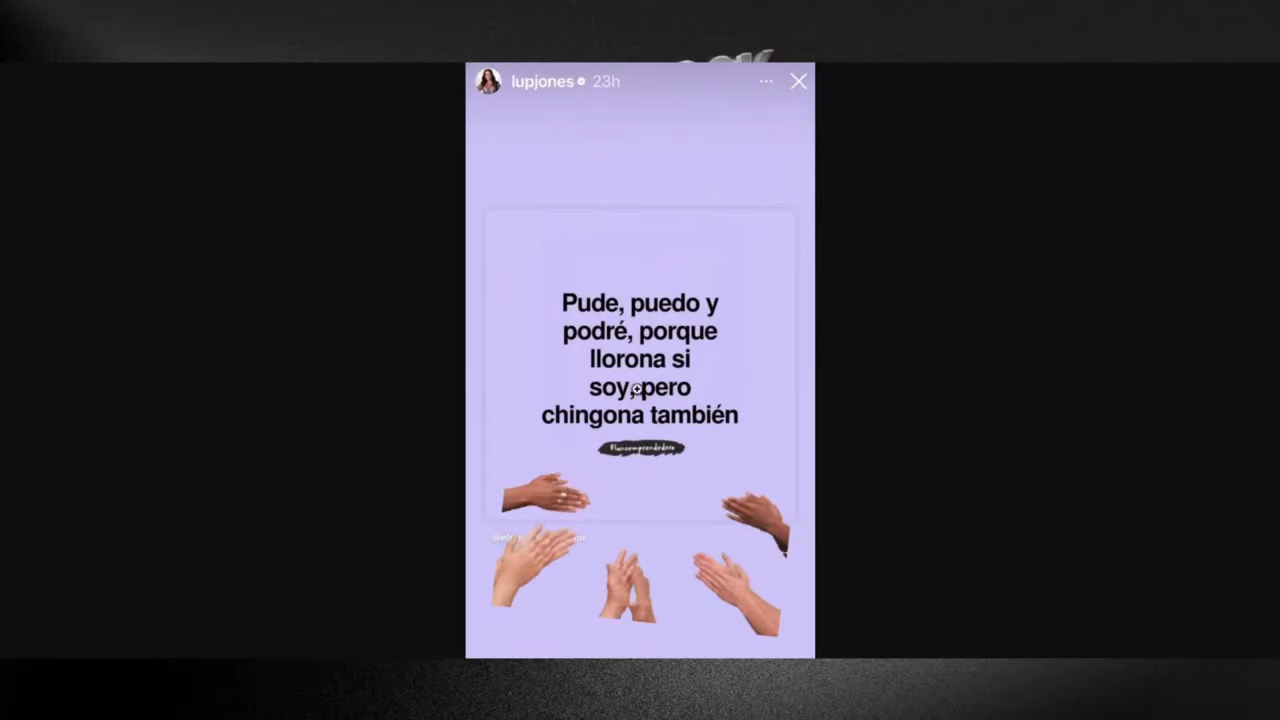 lupjones 23h
Pude, puedo y
podré, porque
llorona si
soy, pero
chingona también